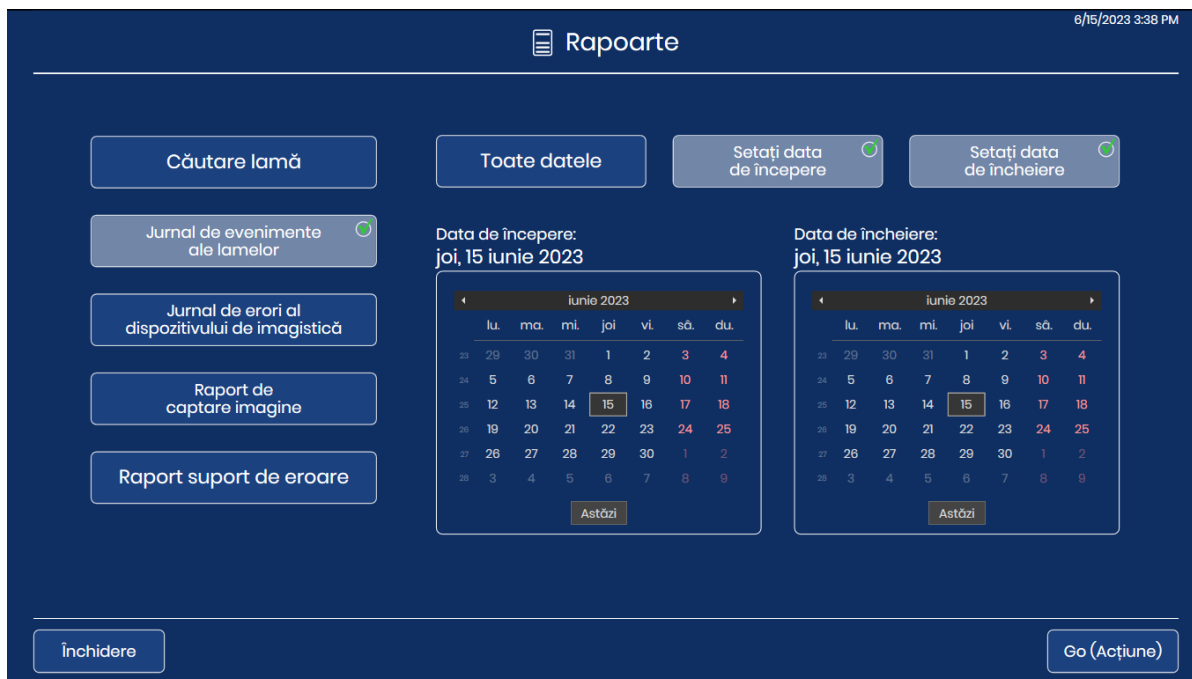 6/15/2023 3:38 PM
Rapoarte
Căutare lamă
Jurnal de evenimente
ale lamelor
Jurnal de erori al
dispozitivului de imagistică
Raport de
captare imagine
Raport suport de eroare
Toate datele
Setați data
de începere
Setați data
de încheiere
Data de începere:
joi, 15 iunie 2023
iunie 2023
lu. ma. mi. joi vi. sâ. du.
23 29 30 31 1 2 3 4
24 5 6 7 8 9 10 11
25 12 13 14 15 16 17 18
26 19 20 21 22 23 24 25
27 26 27 28 29 30 1 2
28 3 4 5 6 7 8 9
Astăzi
Data de încheiere:
joi, 15 iunie 2023
iunie 2023
lu. ma. mi. joi vi. sâ. du.
23 29 30 31 1 2 3 4
24 5 6 7 8 9 10 11
25 12 13 14 15 16 17 18
26 19 20 21 22 23 24 25
27 26 27 28 29 30 1 2
28 3 4 5 6 7 8 9
Astăzi
Închidere
Go (Acțiune)